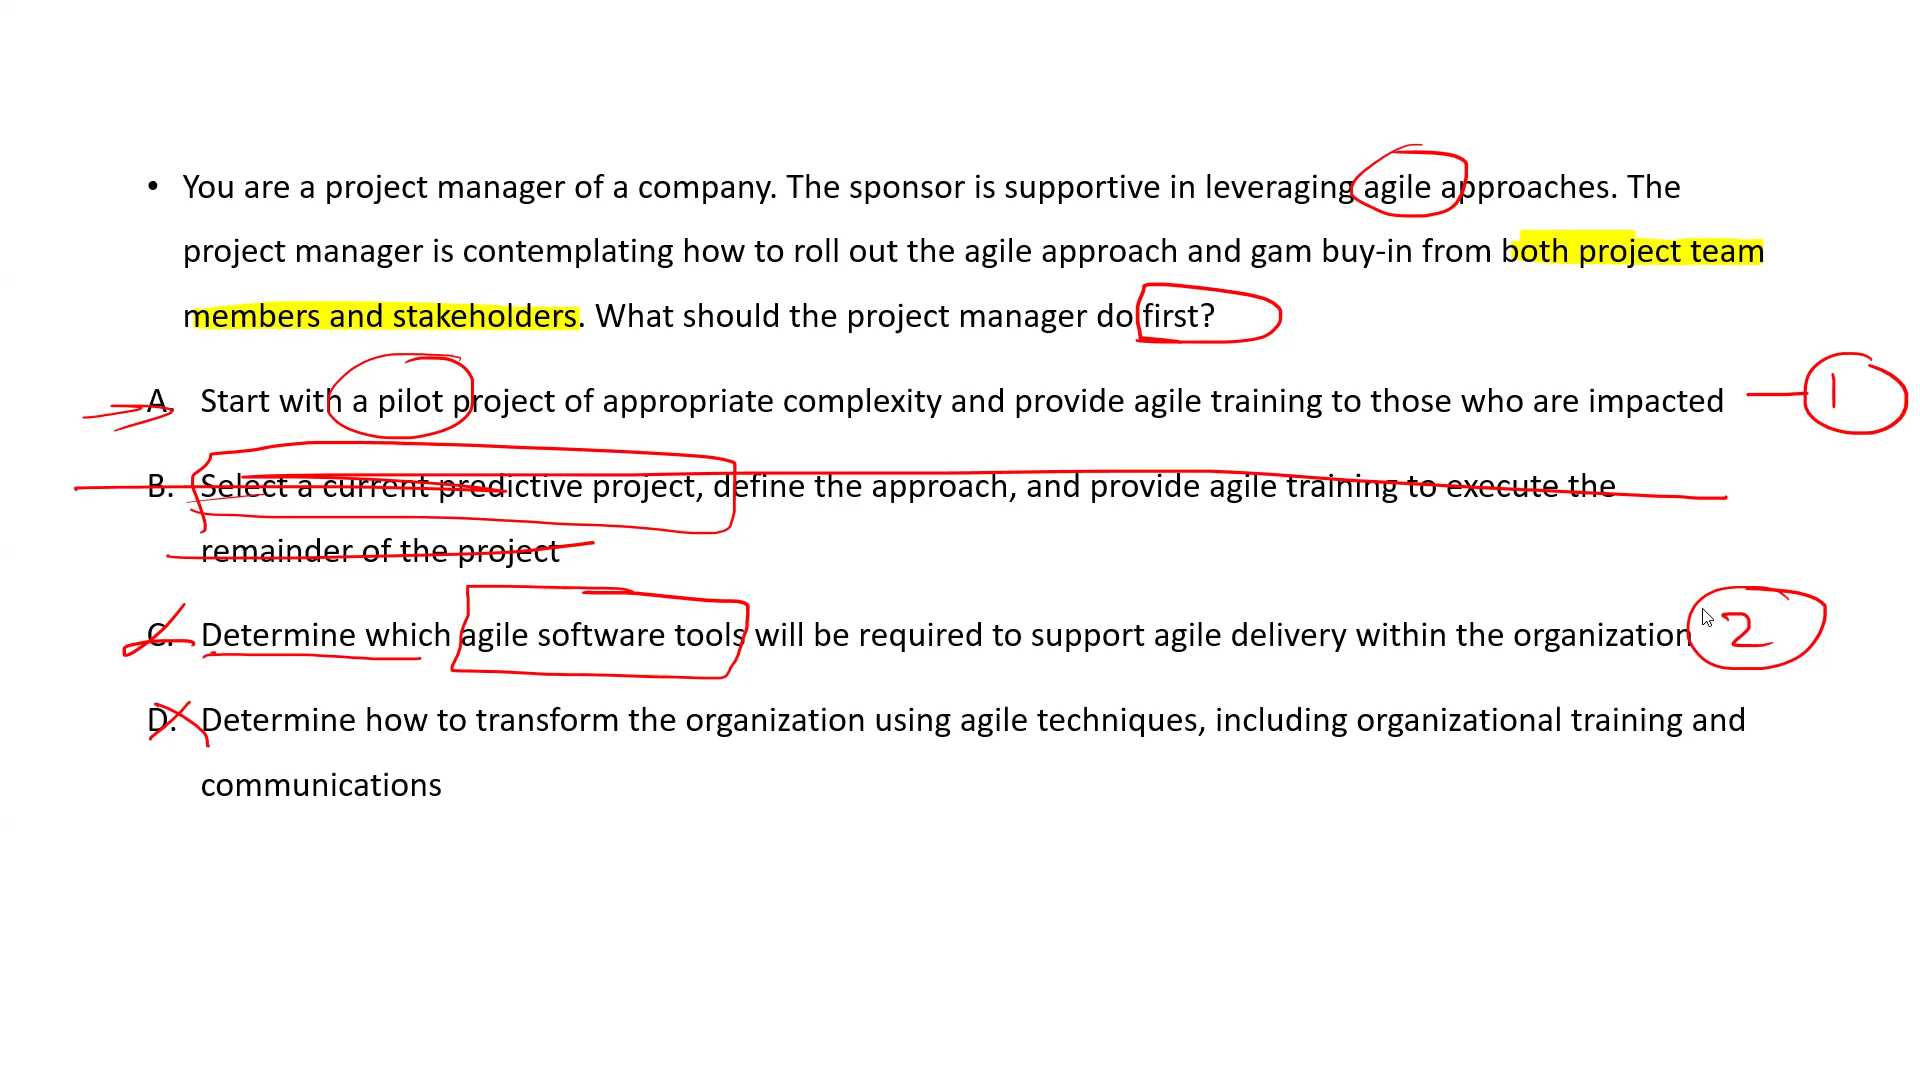 • You are a project manager of a company. The sponsor is supportive in leveraging agile approaches. The
project manager is contemplating how to roll out the agile approach and gam buy-in from both project team
members and stakeholders. What should the project manager do first?
A. Start with a pilot project of appropriate complexity and provide agile training to those who are impacted 1
B. Select a current predictive project, define the approach, and provide agile training to execute the
remainder of the project
C. Determine which agile software tools will be required to support agile delivery within the organization 2
D. Determine how to transform the organization using agile techniques, including organizational training and
communications